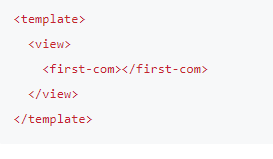 <template>
  <view>
    <first-com></first-com>
  </view>
</template>